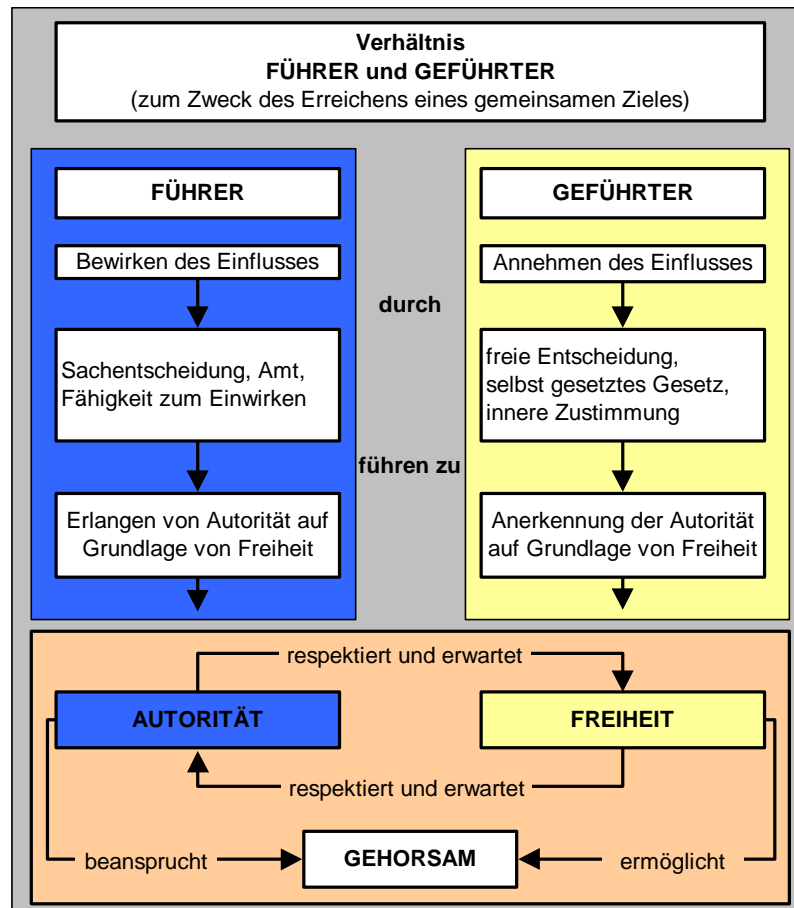 Verhältnis
FÜHRER und GEFÜHRTER
(zum Zweck des Erreichens eines gemeinsamen Zieles)
FÜHRER
GEFÜHRTER
Bewirken des Einflusses
Annehmen des Einflusses
durch
Sachentscheidung, Amt,
Fähigkeit zum Einwirken
freie Entscheidung,
selbst gesetztes Gesetz,
innere Zustimmung
führen zu
Erlangen von Autorität auf
Grundlage von Freiheit
Anerkennung der Autorität
auf Grundlage von Freiheit
respektiert und erwartet
AUTORITÄT
FREIHEIT
respektiert und erwartet
beansprucht
GEHORSAM
ermöglicht